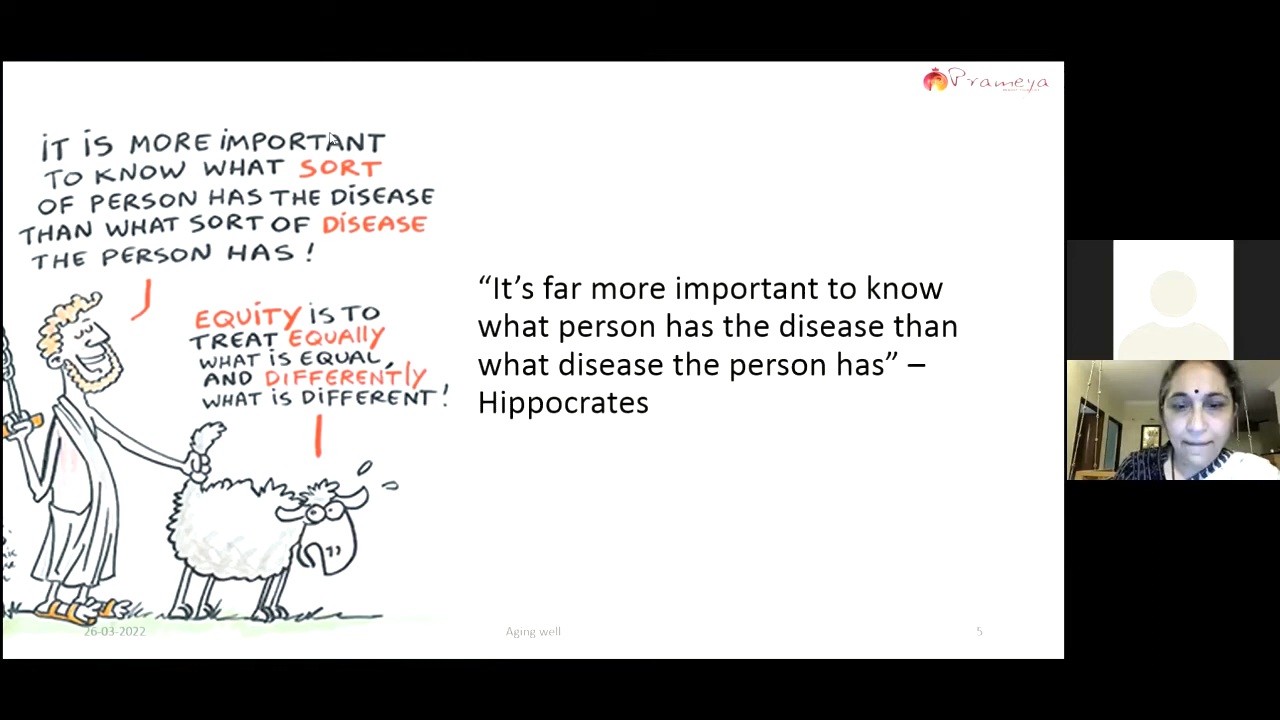 Prameya
iT iS MORE iMPORTANT
TO KNOW WHAT SORT
OF PERSON HAS THE DiSEASE
THAN WHAT SORT OF DiSEASE
THE PERSON HAS!
EQUiTY iS TO
TREAT EQUALLY
WHAT iS EQUAL,
AND DiFFERENTLY
WHAT iS DiFFERENT!
“It’s far more important to know
what person has the disease than
what disease the person has” –
Hippocrates
26-03-2022
Aging well
5